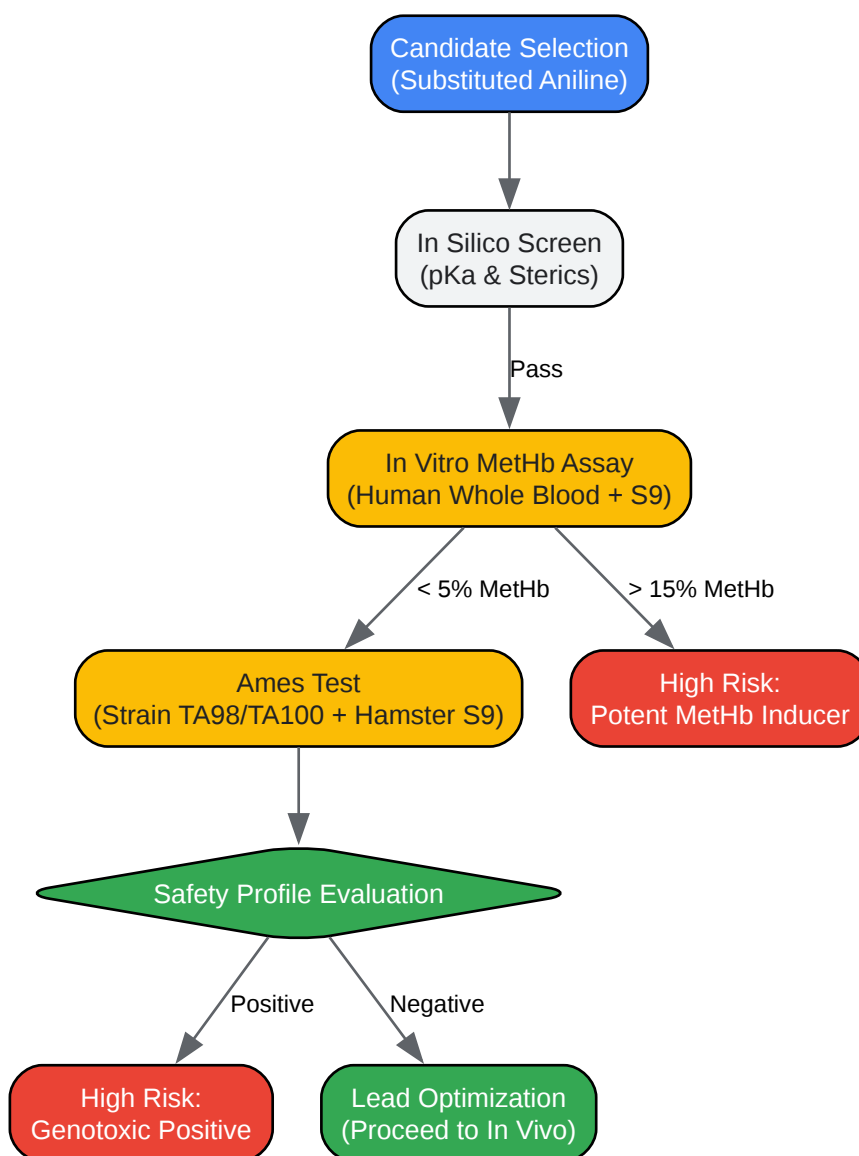 Candidate Selection
(Substituted Aniline)
In Silico Screen
(pKa & Sterics)
Pass
In Vitro MetHb Assay
(Human Whole Blood + S9)
< 5% MetHb
> 15% MetHb
Ames Test
(Strain TA98/TA100 + Hamster S9)
High Risk:
Potent MetHb Inducer
Safety Profile Evaluation
Positive
Negative
High Risk:
Genotoxic Positive
Lead Optimization
(Proceed to In Vivo)